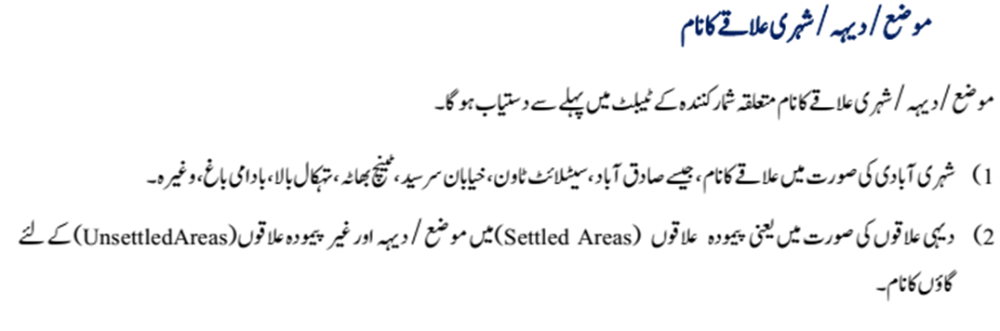 موضع/دیہہ/شہری علاقے کا نام
موضع/دیہہ/شہری علاقے کا نام متعلقہ شمار کنندہ کے ٹیبلٹ میں پہلے سے دستیاب ہو گا۔
1) شہری آبادی کی صورت میں علاقے کا نام، جیسے صادق آباد، سیٹلائٹ ٹاون، خیابان سرسید، ٹینچ بھاٹہ، تہکال بالا، بادامی باغ، وغیرہ۔
2) دیہی علاقوں کی صورت میں یعنی پیمودہ علاقوں (Settled Areas) میں موضع/دیہہ اور غیر پیمودہ علاقوں (UnsettledAreas) کے لئے
گاؤں کا نام۔